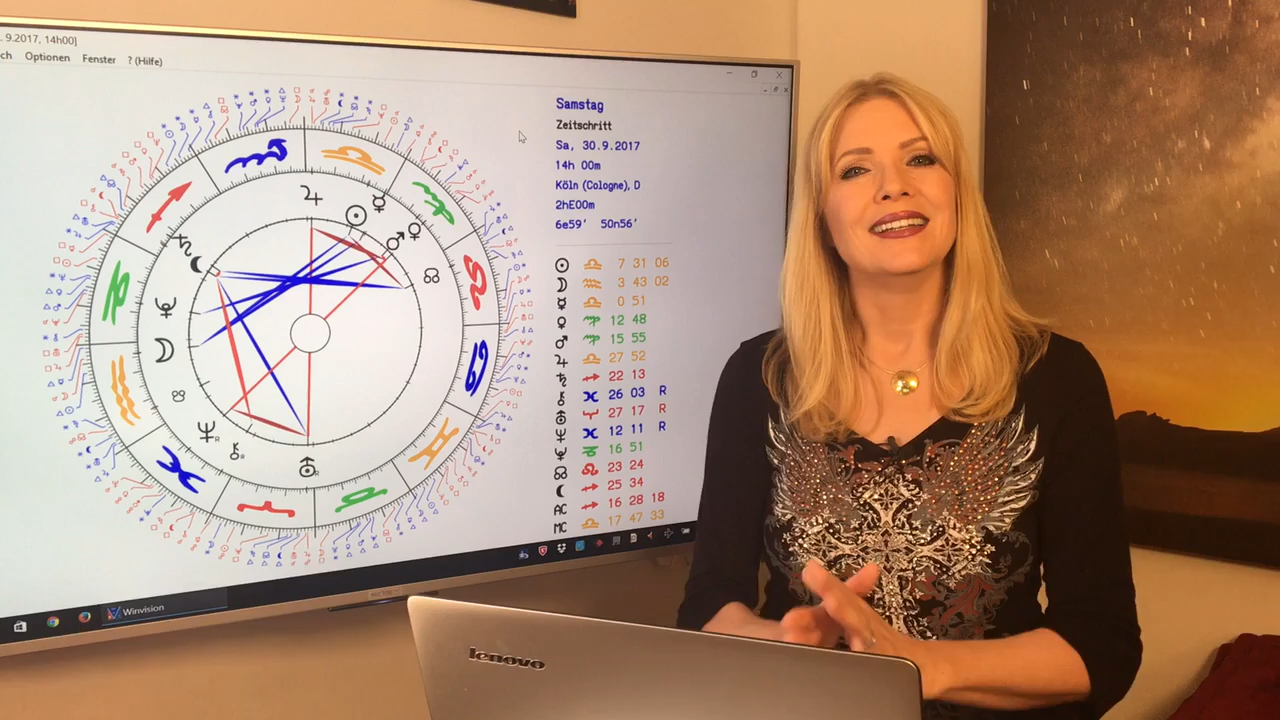 . 9.2017, 14h00]
ch Optionen Fenster ? (Hilfe)
Samstag
Zeitschritt
Sa, 30.9.2017
14h 00m
Köln (Cologne), D
2hE00m
6e59' 50n56'
☉ ♎ 7 31 06
☽ ♒ 3 43 02
☿ ♎ 0 51
♀ ♍ 12 48
♂ ♍ 15 55
♃ ♎ 27 52
♄ ♐ 22 13
⚷ ♓ 26 03 R
⛢ ♈ 27 17 R
♆ ♓ 12 11 R
♇ ♑ 16 51
☊ ♌ 23 24
⚸ ♐ 25 34
AC ♐ 16 28 18
MC ♎ 17 47 33
Winvision
lenovo